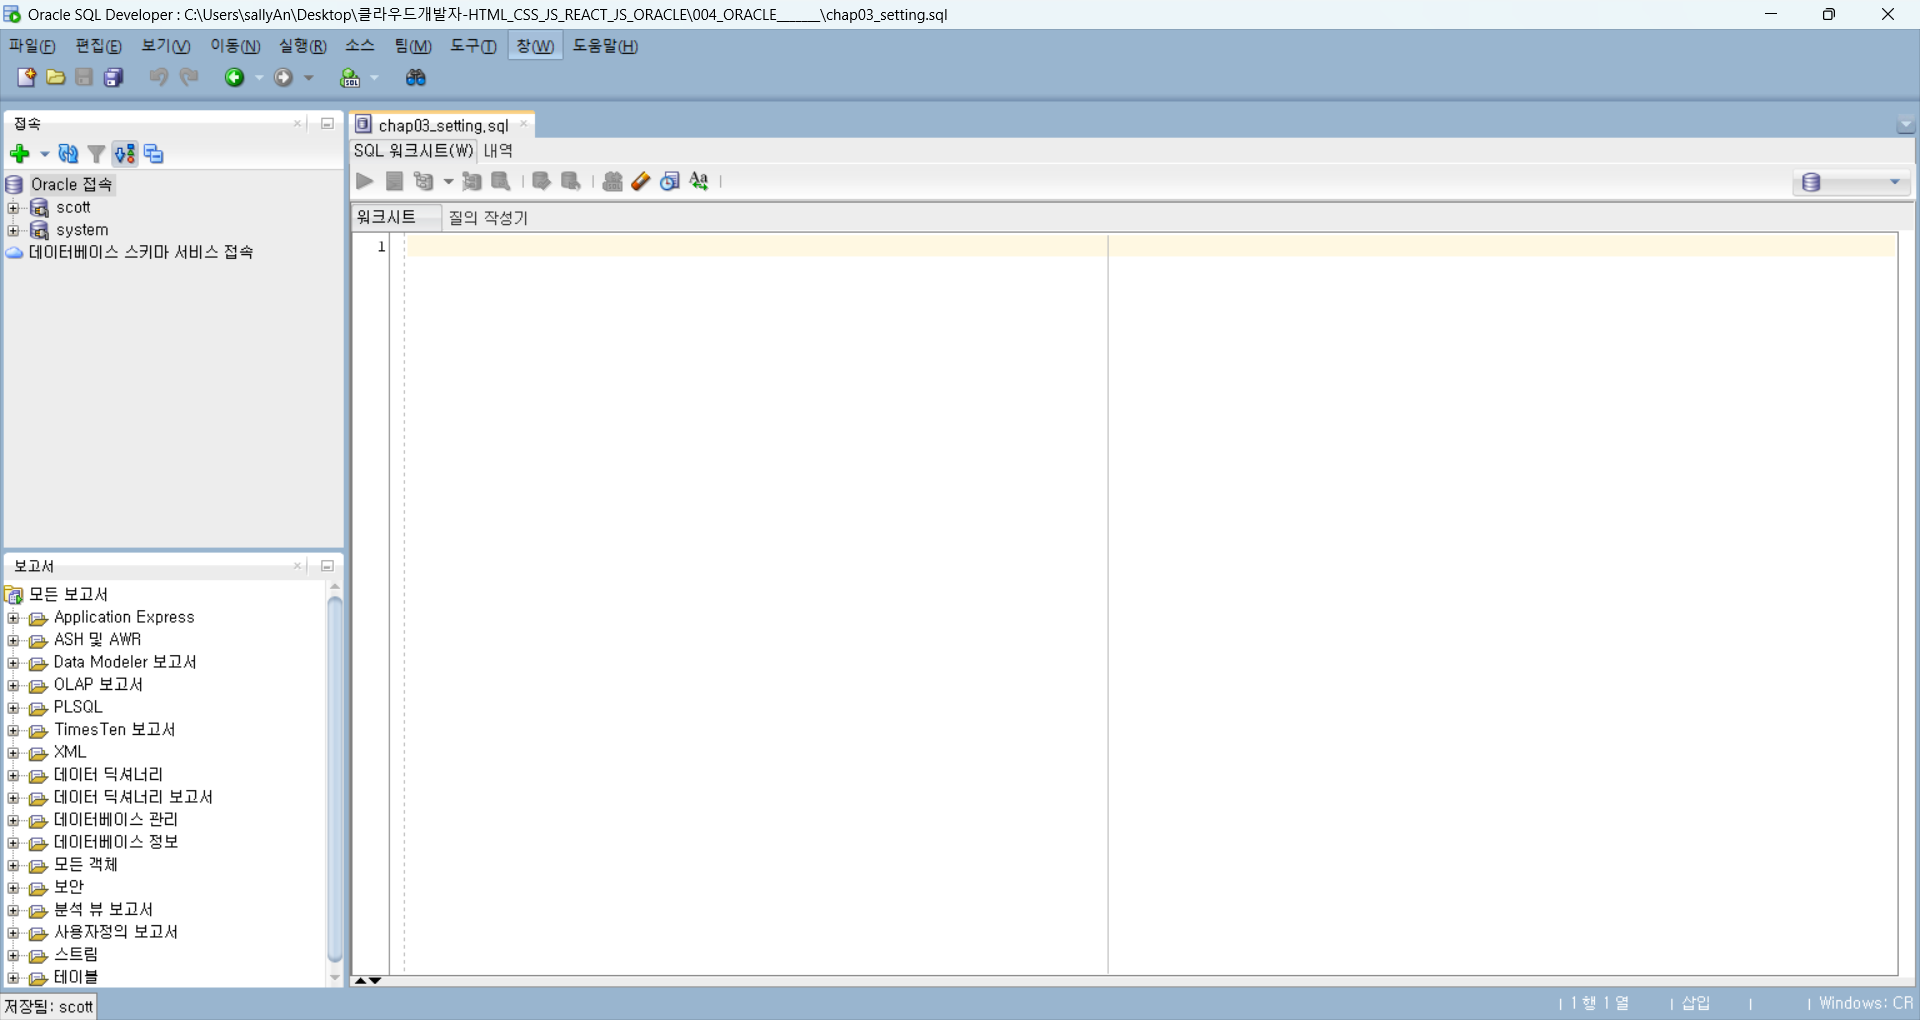 Oracle SQL Developer : C:\Users\sallyAn\Desktop\클라우드개발자-HTML_CSS_JS_REACT_JS_ORACLE\004_ORACLE______\chap03_setting.sql
파일(F) 편집(E) 보기(V) 이동(N) 실행(R) 소스 팀(M) 도구(T) 창(W) 도움말(H)
접속
Oracle 접속
scott
system
데이터베이스 스키마 서비스 접속
chap03_setting.sql
SQL 워크시트(W) 내역
워크시트 질의 작성기
1
보고서
모든 보고서
Application Express
ASH 및 AWR
Data Modeler 보고서
OLAP 보고서
PLSQL
TimesTen 보고서
XML
데이터 딕셔너리
데이터 딕셔너리 보고서
데이터베이스 관리
데이터베이스 정보
모든 객체
보안
분석 뷰 보고서
사용자정의 보고서
스트림
테이블
저장됨: scott
| 1 행 1 열 | 삽입 | | Windows: CR